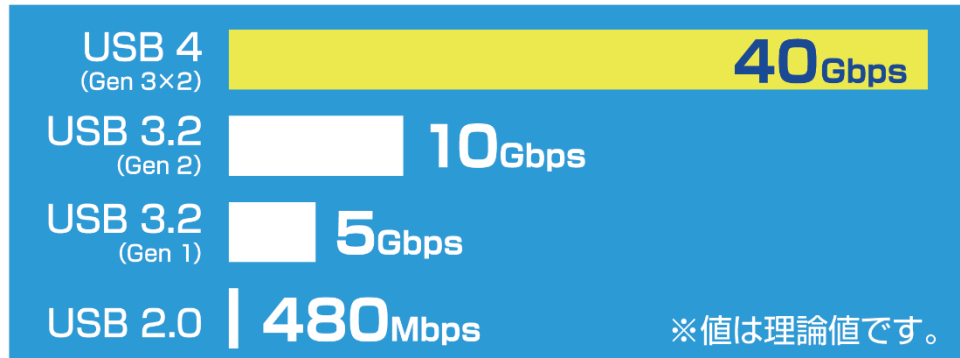 USB 4
(Gen 3×2)
40Gbps
USB 3.2
(Gen 2)
10Gbps
USB 3.2
(Gen 1)
5Gbps
USB 2.0
480Mbps
※値は理論値です。